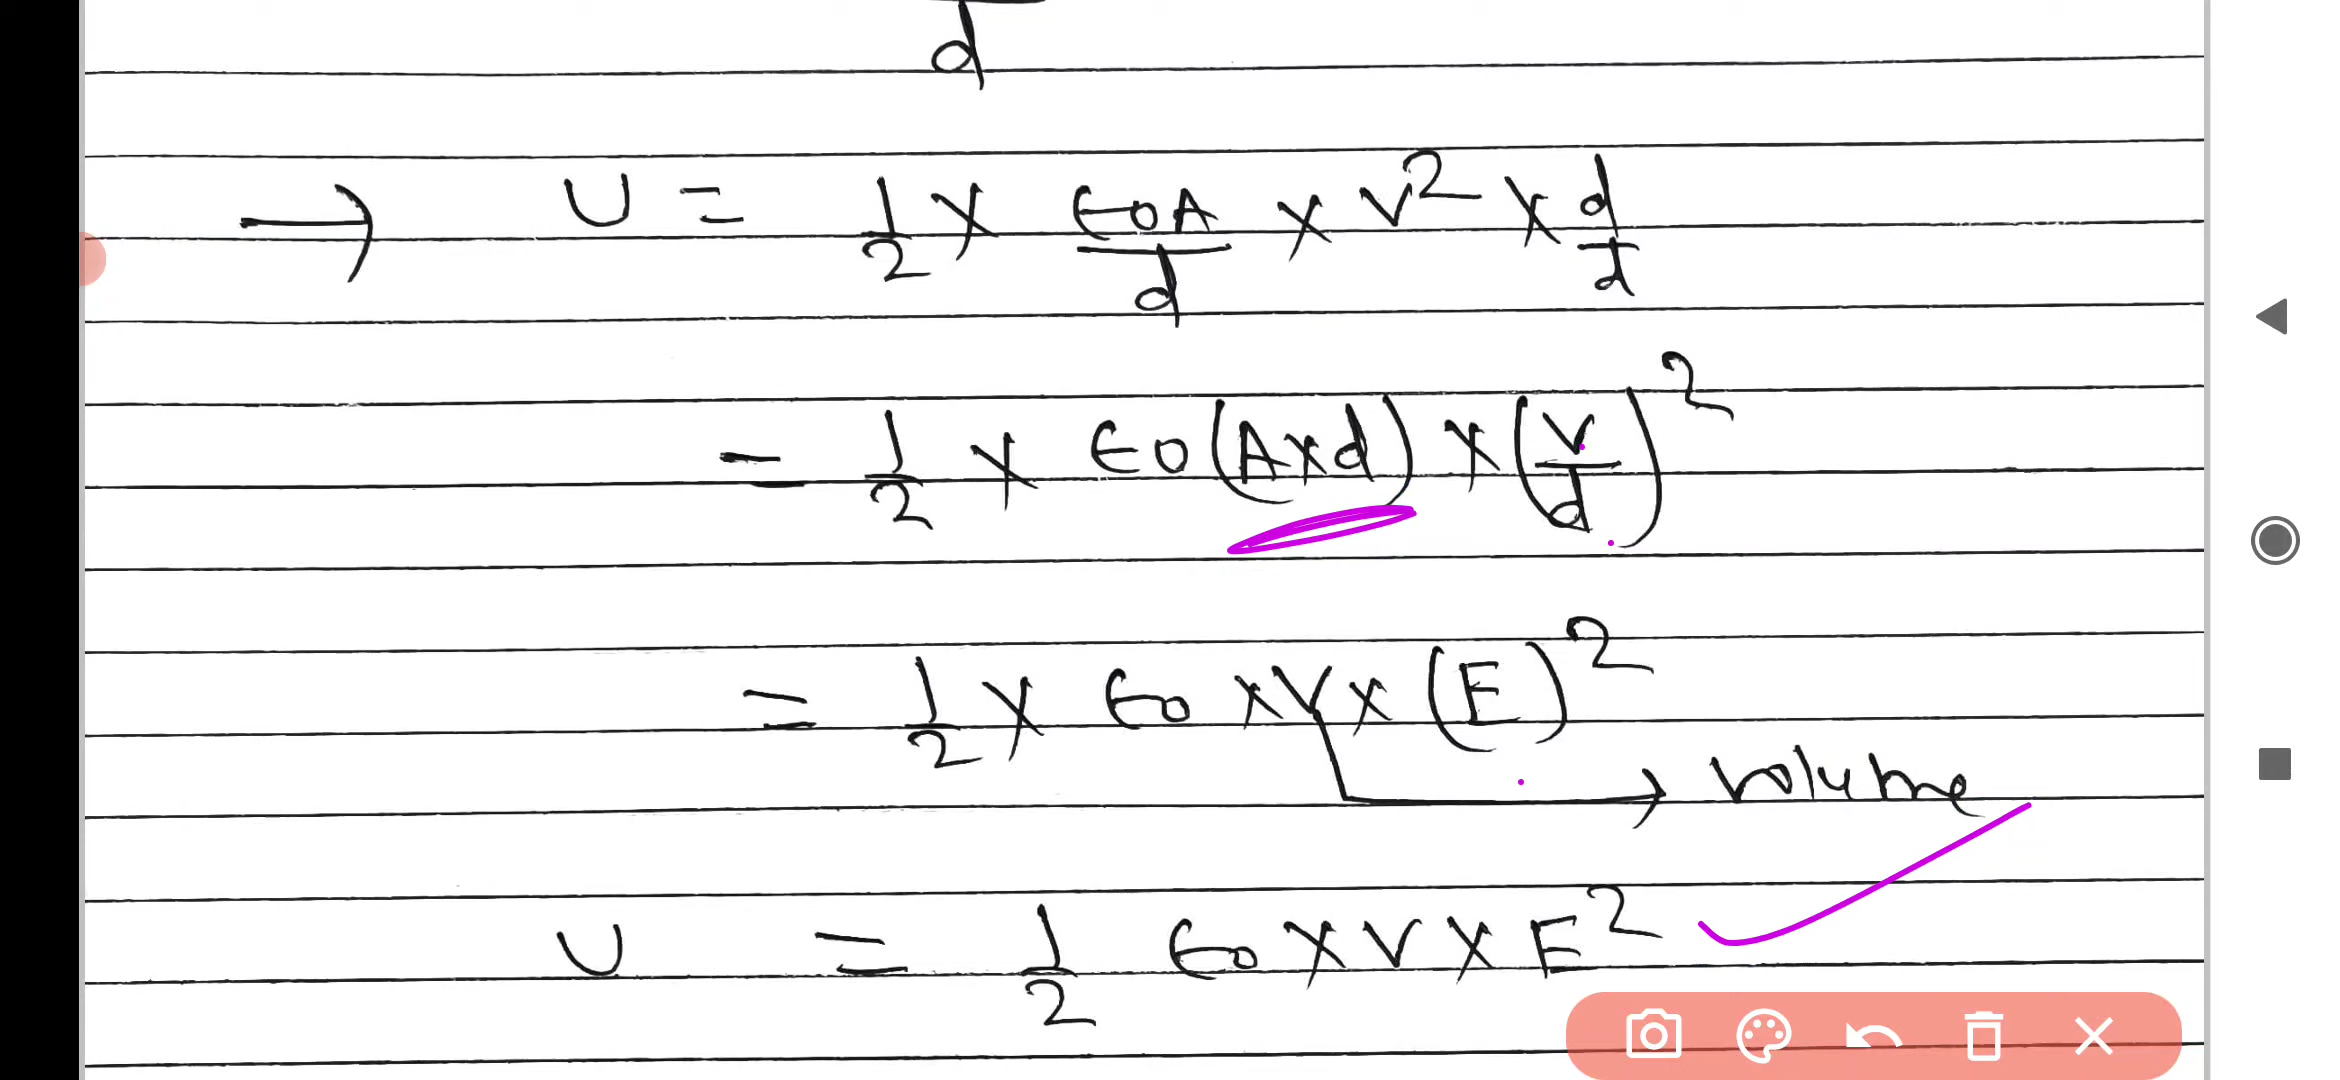 d
→ U = 1/2 × ϵ0A/d × V² × d/d
= 1/2 × ϵ0(A×d) × (V/d)²
= 1/2 × ϵ0 × V × (E)²
→ Volume
U = 1/2 ϵ0 × V × E²